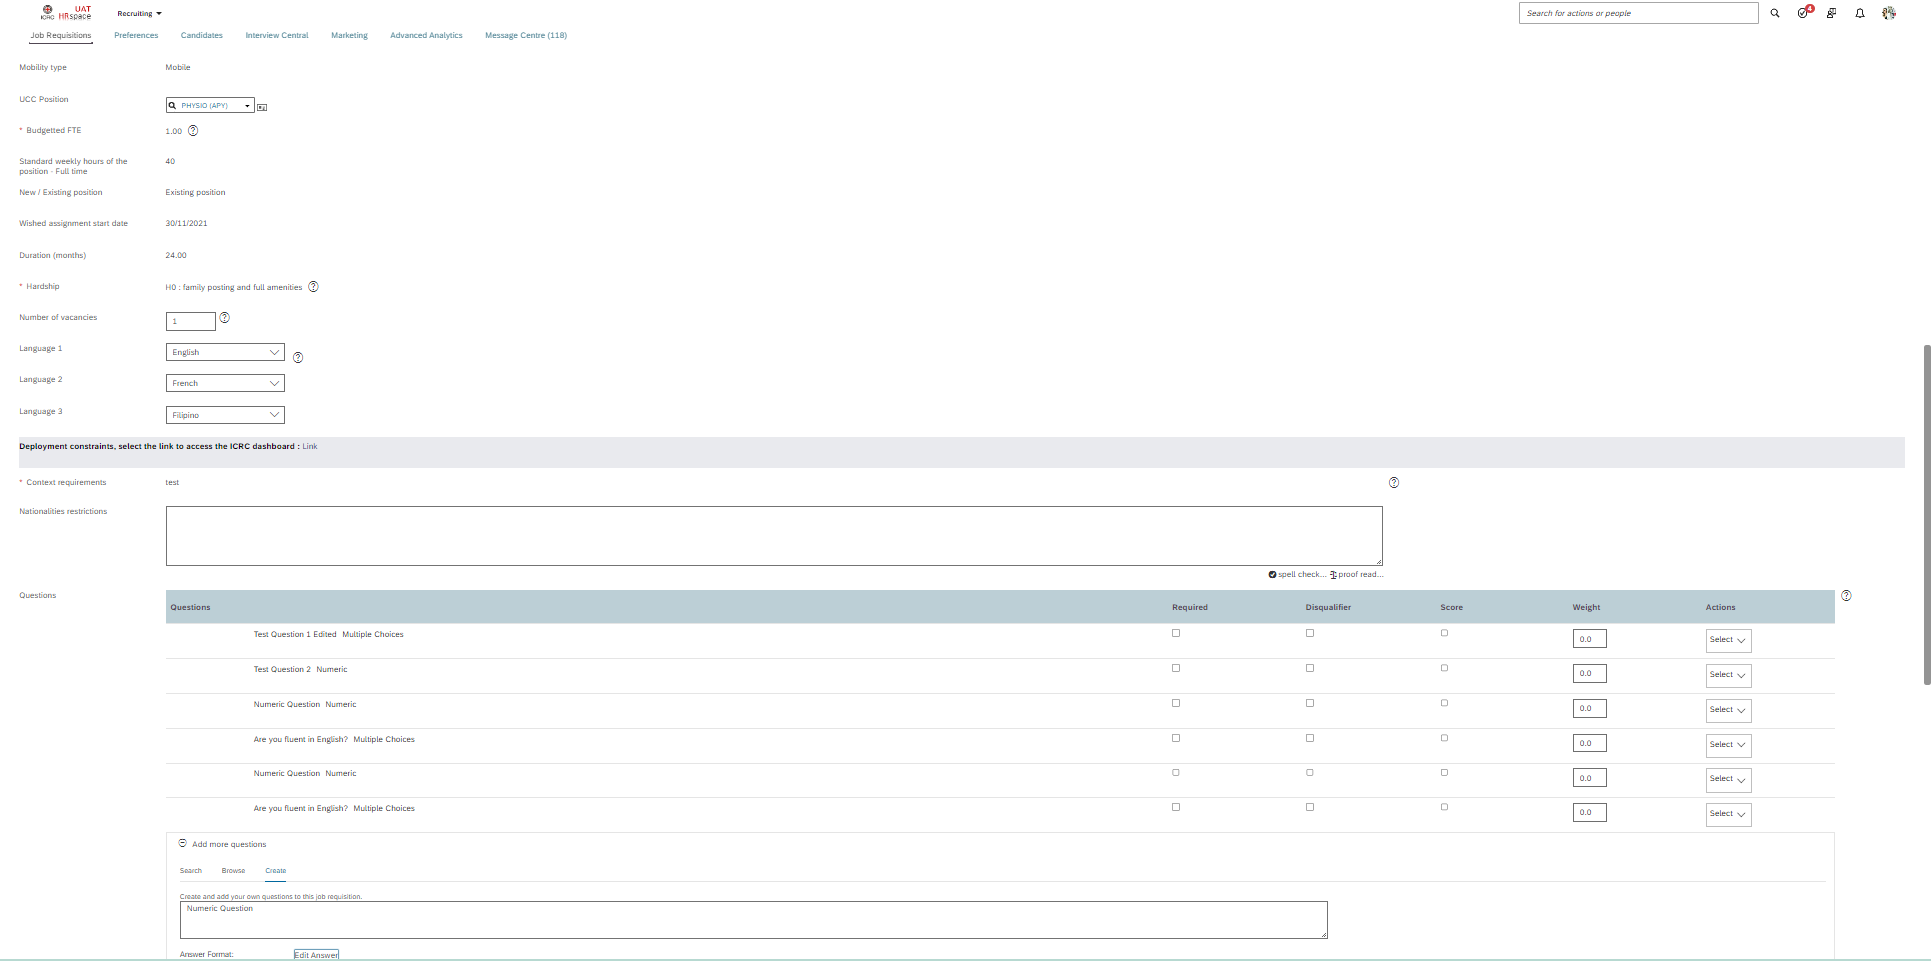 UAT
ICRC HRspace
Recruiting
Search for actions or people
4
Job Requisitions Preferences Candidates Interview Central Marketing Advanced Analytics Message Centre (118)
Mobility type Mobile
UCC Position PHYSIO (APY)
* Budgetted FTE 1.00
Standard weekly hours of the position - Full time 40
New / Existing position Existing position
Wished assignment start date 30/11/2021
Duration (months) 24.00
* Hardship H0 : family posting and full amenities
Number of vacancies 1
Language 1 English
Language 2 French
Language 3 Filipino
Deployment constraints, select the link to access the ICRC dashboard : Link
* Context requirements test
Nationalities restrictions
spell check... proof read...
Questions
Questions Required Disqualifier Score Weight Actions
Test Question 1 Edited Multiple Choices 0.0 Select
Test Question 2 Numeric 0.0 Select
Numeric Question Numeric 0.0 Select
Are you fluent in English? Multiple Choices 0.0 Select
Numeric Question Numeric 0.0 Select
Are you fluent in English? Multiple Choices 0.0 Select
Add more questions
Search Browse Create
Create and add your own questions to this job requisition.
Numeric Question
Answer Format: Edit Answer